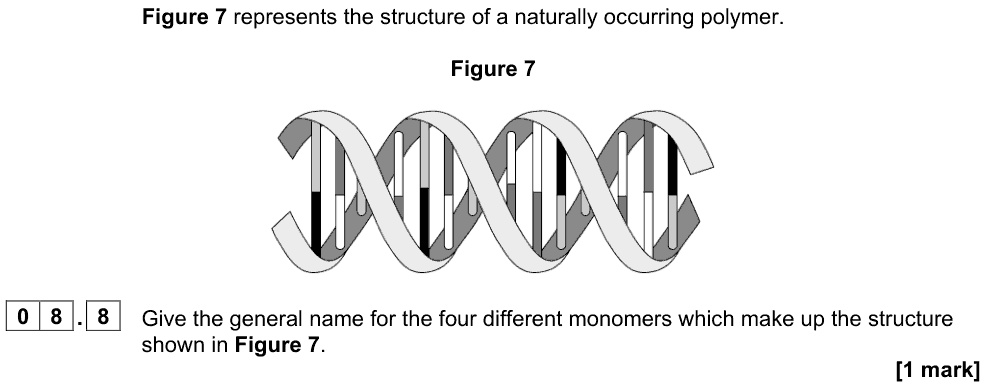 Figure 7 represents the structure of a naturally occurring polymer.
Figure 7
0 8 . 8 Give the general name for the four different monomers which make up the structure
shown in Figure 7.
[1 mark]